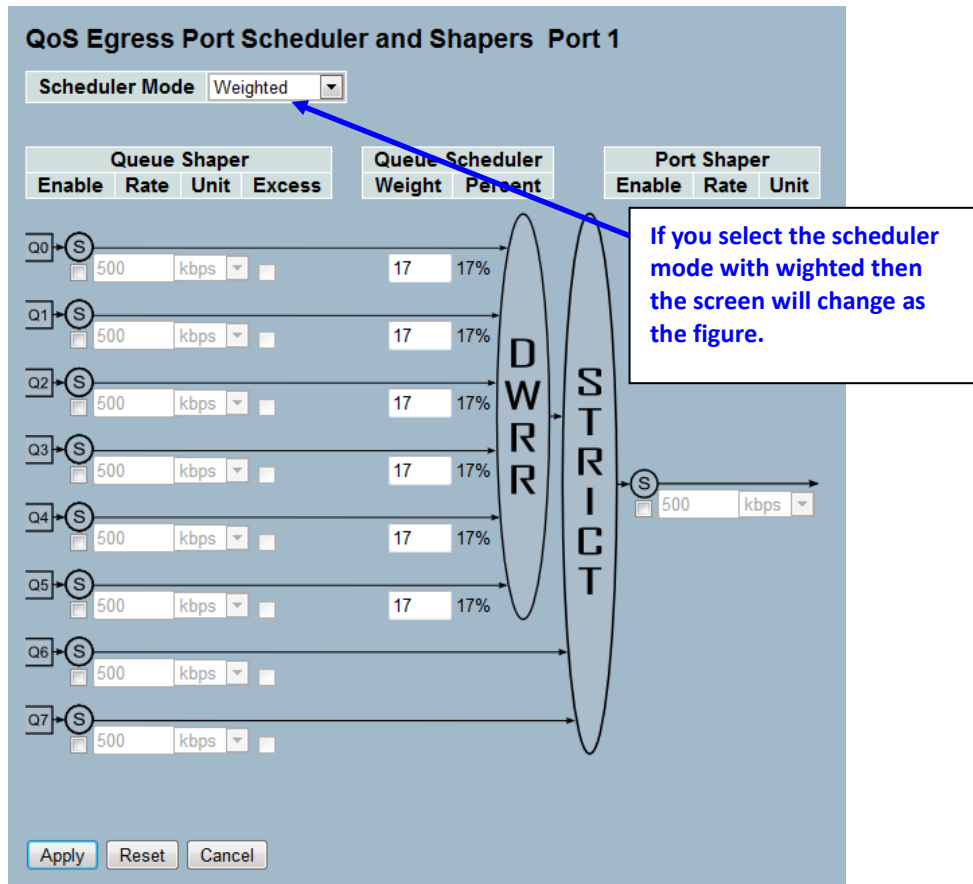 QoS Egress Port Scheduler and Shapers Port 1
Scheduler Mode Weighted
Queue Shaper Queue Scheduler Port Shaper
Enable Rate Unit Excess Weight Percent Enable Rate Unit
If you select the scheduler
mode with wighted then
the screen will change as
the figure.
Q0 S
500 kbps 17 17%
Q1 S
500 kbps 17 17%
Q2 S
500 kbps 17 17%
Q3 S
500 kbps 17 17%
Q4 S
500 kbps 17 17%
Q5 S
500 kbps 17 17%
Q6 S
500 kbps
Q7 S
500 kbps
DWRR
STRICT
S
500 kbps
Apply Reset Cancel